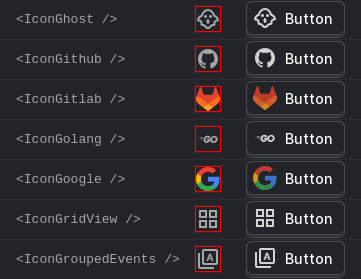 <IconGhost /> Button
<IconGithub /> Button
<IconGitlab /> Button
<IconGolang /> GO GO Button
<IconGoogle /> Button
<IconGridView /> Button
<IconGroupedEvents /> A A Button